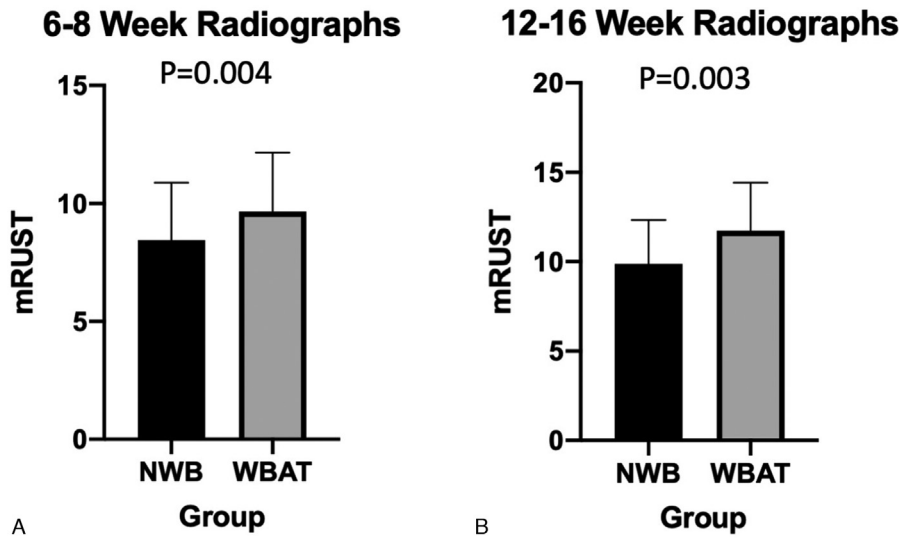 6-8 Week Radiographs
P=0.004
15
10
5
0
mRUST
NWB WBAT
Group
A
12-16 Week Radiographs
P=0.003
20
15
10
5
0
mRUST
NWB WBAT
Group
B